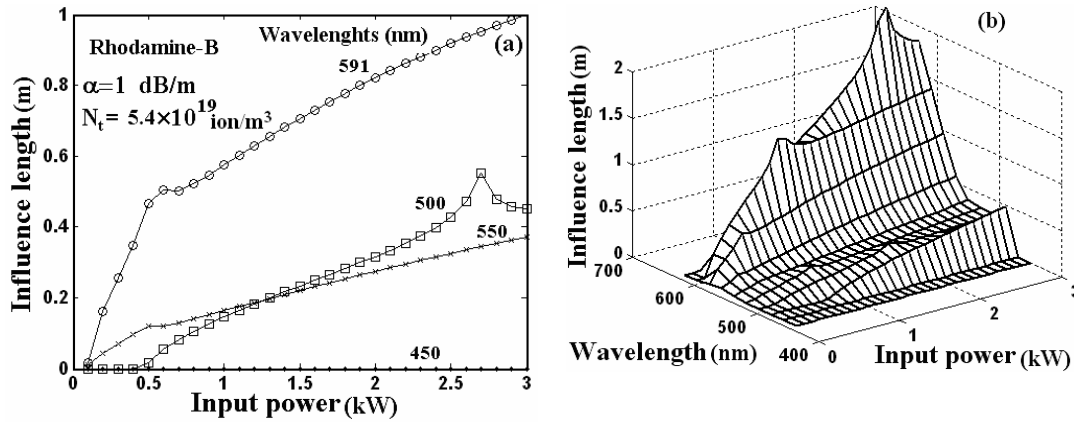 (a)
Rhodamine-B
Wavelenghts (nm)
α=1 dB/m
N_t = 5.4×10^19 ion/m^3
591
500
550
450
Influence length (m)
1
0.8
0.6
0.4
0.2
0
0 0.5 1 1.5 2 2.5 3
Input power (kW)
(b)
Influence length (m)
2
1.5
1
0.5
0
700
600
500
400
Wavelength (nm)
0
1
2
3
Input power (kW)